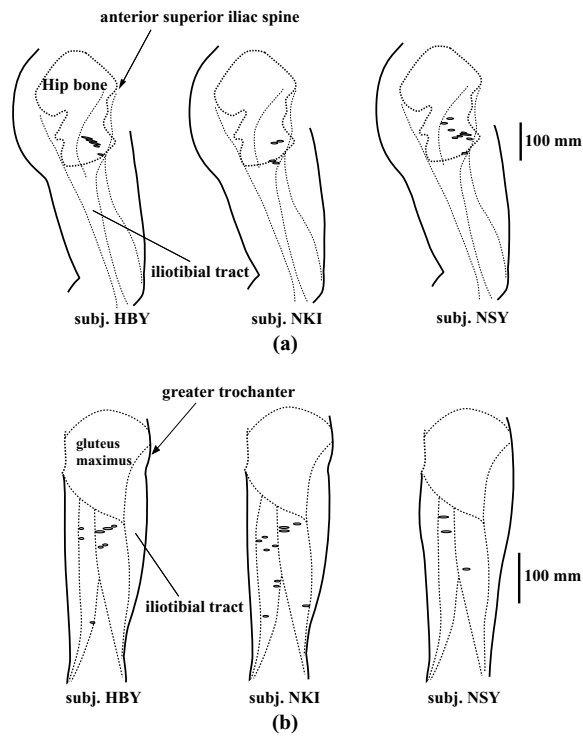 anterior superior iliac spine
Hip bone
100 mm
iliotibial tract
subj. HBY
subj. NKI
subj. NSY
(a)
greater trochanter
gluteus
maximus
100 mm
iliotibial tract
subj. HBY
subj. NKI
subj. NSY
(b)